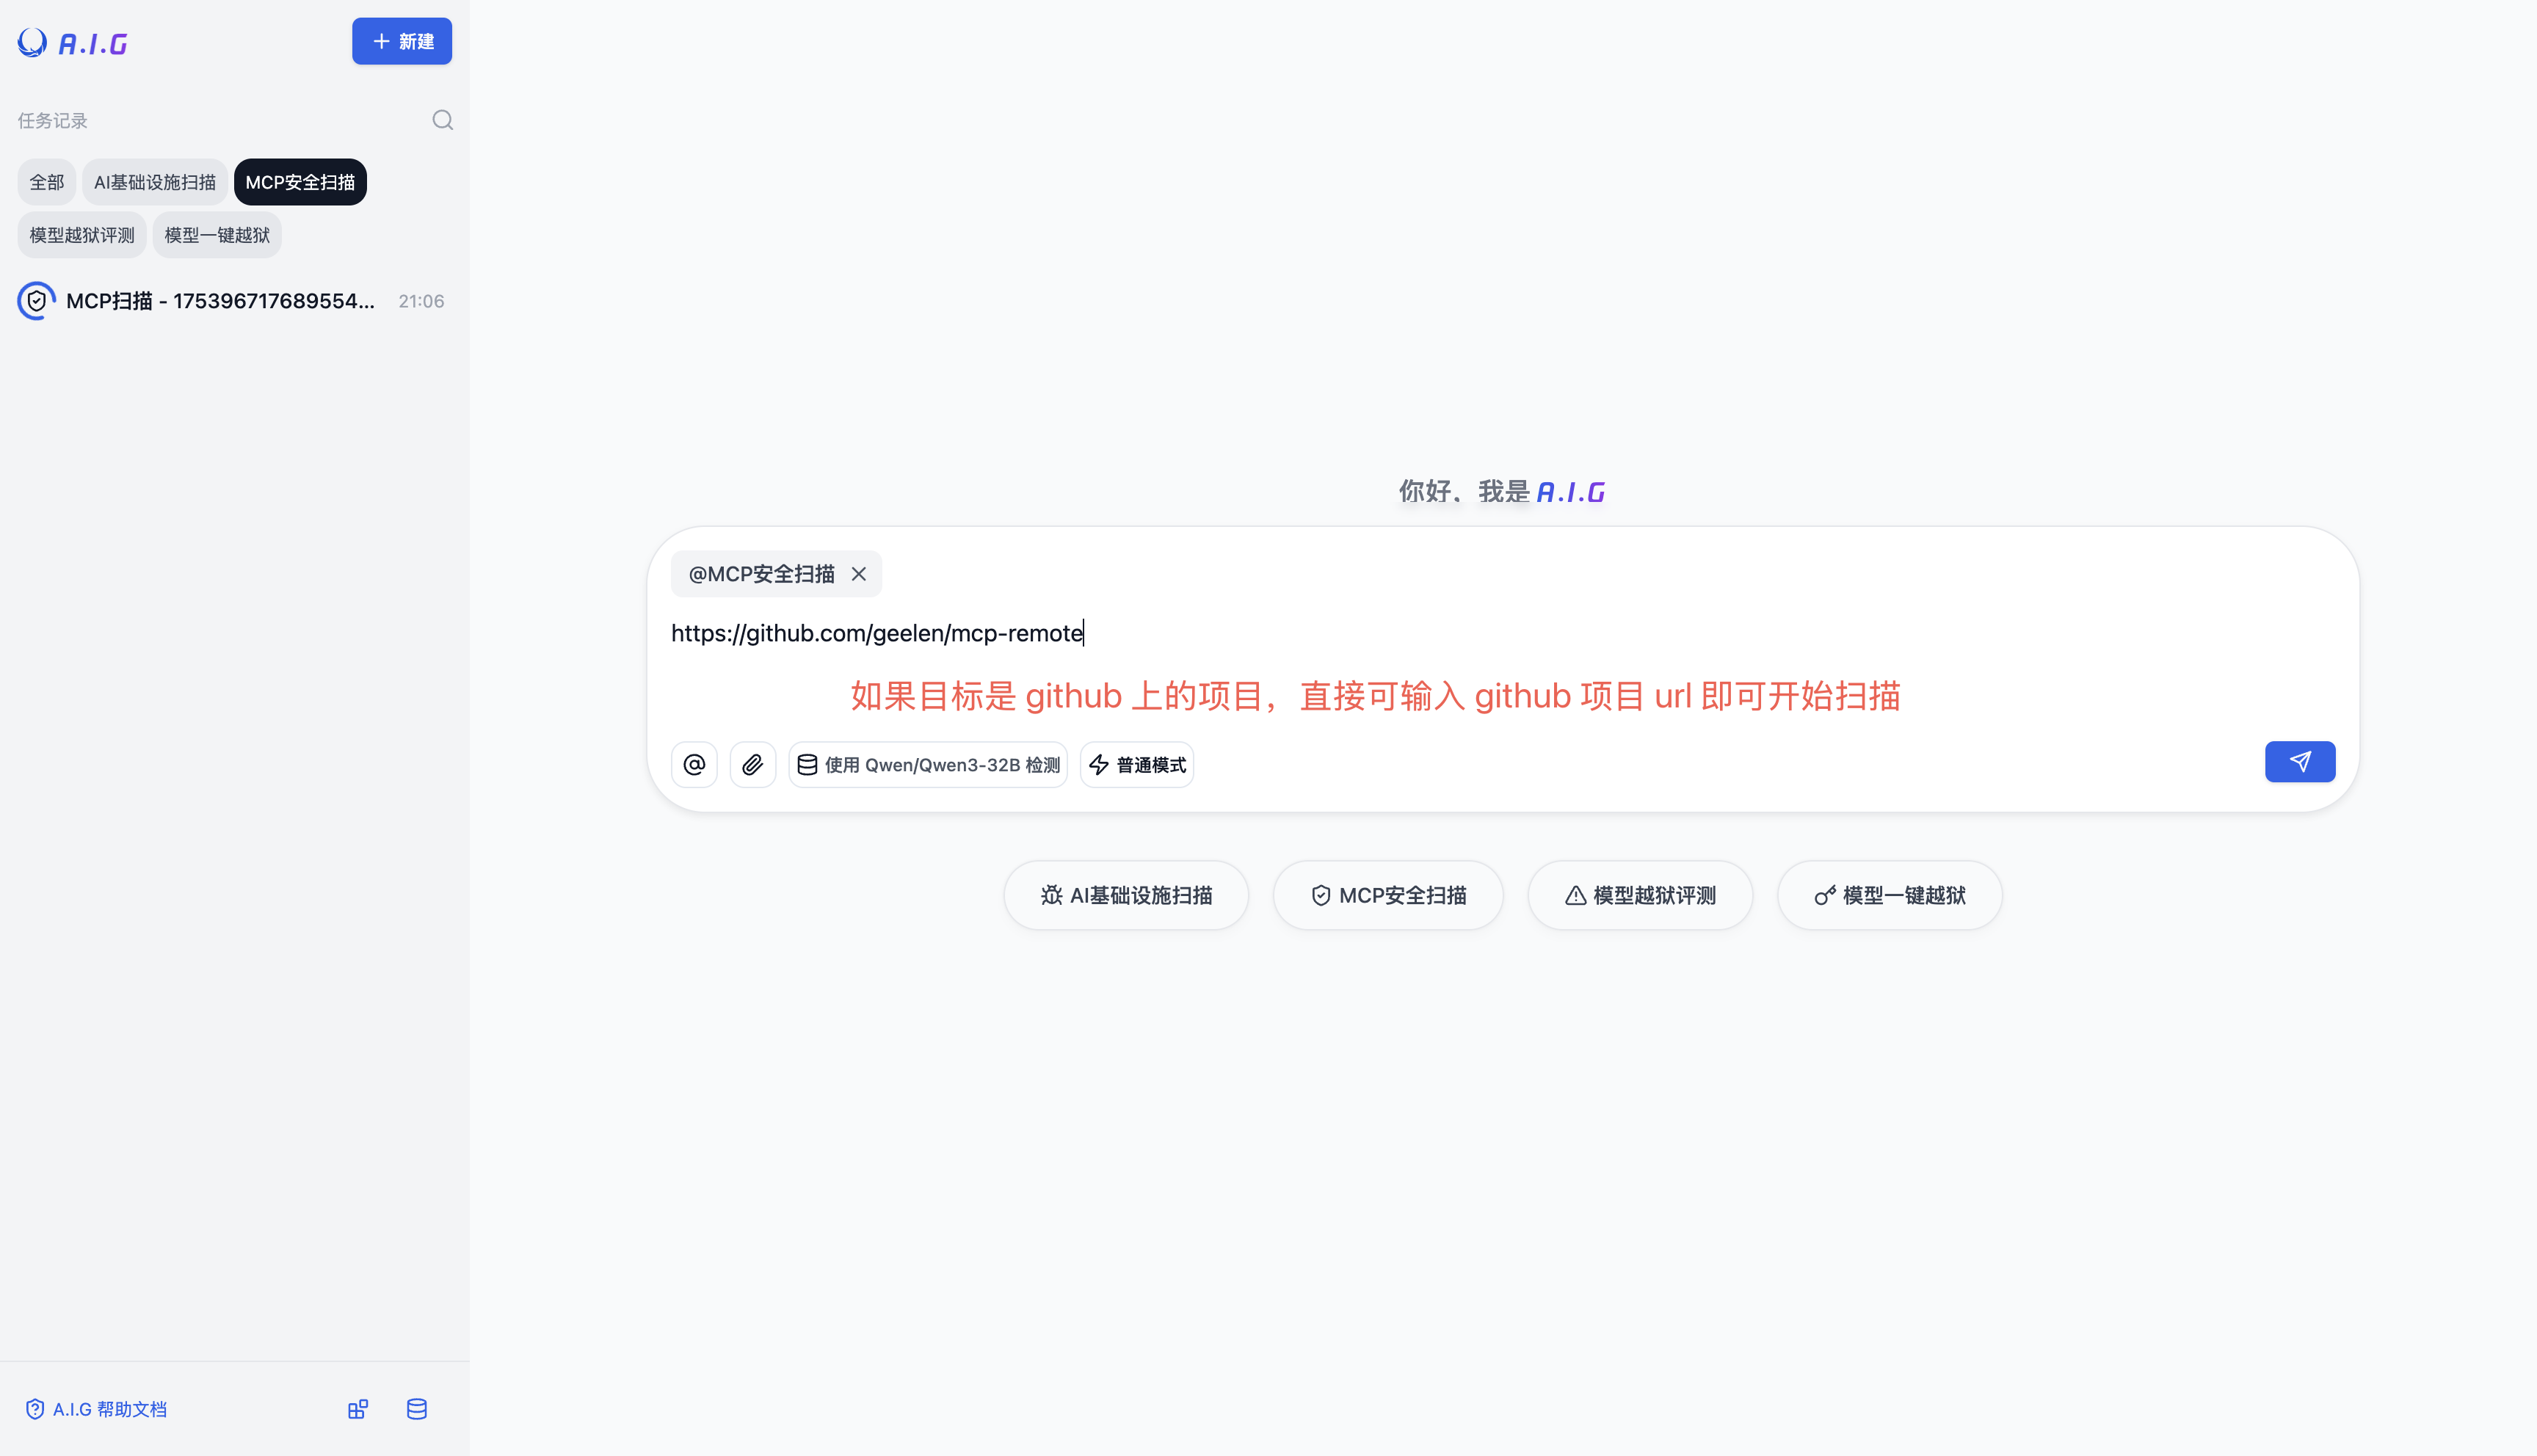 A.I.G
新建
任务记录
全部 AI基础设施扫描 MCP安全扫描
模型越狱评测 模型一键越狱
MCP扫描 - 175396717689554... 21:06
你好，我是 A.I.G
@MCP安全扫描
https://github.com/geelen/mcp-remote
如果目标是 github 上的项目，直接可输入 github 项目 url 即可开始扫描
使用 Qwen/Qwen3-32B 检测 普通模式
AI基础设施扫描 MCP安全扫描 模型越狱评测 模型一键越狱
A.I.G 帮助文档